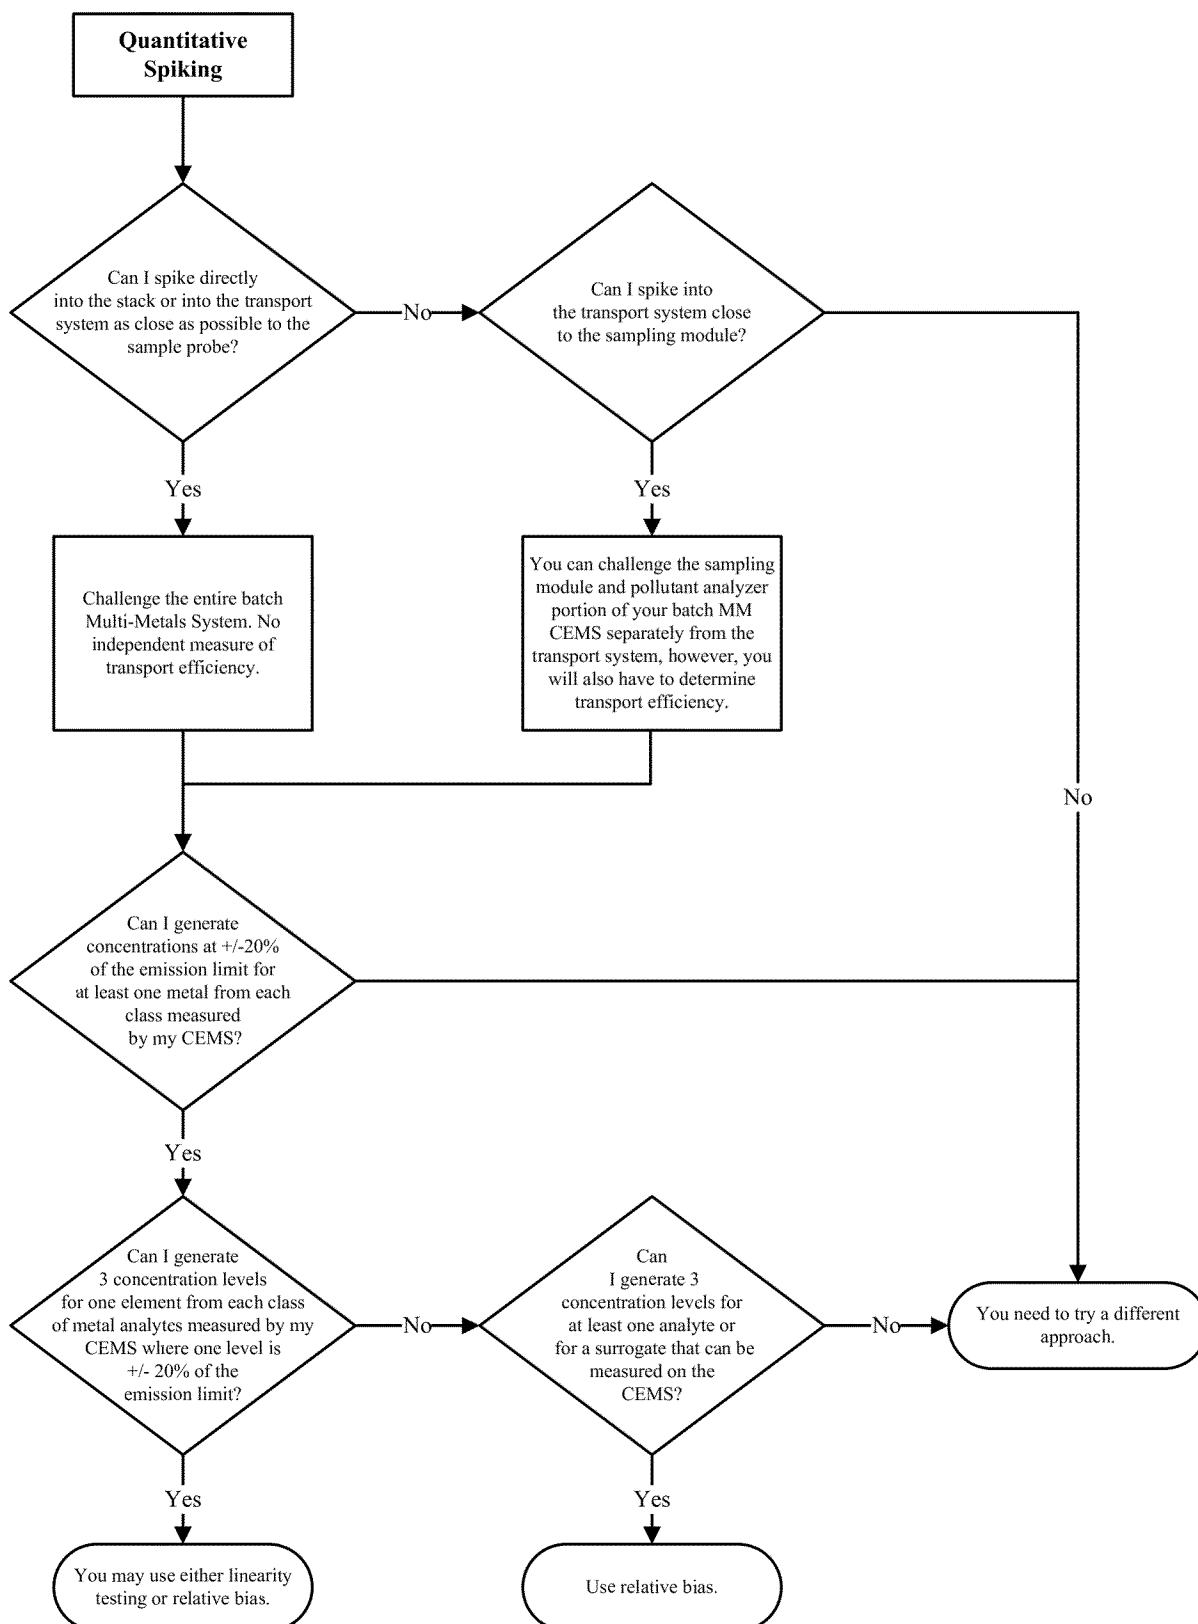 Quantitative
Spiking
Can I spike directly
into the stack or into the transport
system as close as possible to the
sample probe?
No
Can I spike into
the transport system close
to the sampling module?
Yes
Yes
Challenge the entire batch
Multi-Metals System. No
independent measure of
transport efficiency.
You can challenge the sampling
module and pollutant analyzer
portion of your batch MM
CEMS separately from the
transport system, however, you
will also have to determine
transport efficiency.
No
Can I generate
concentrations at +/-20%
of the emission limit for
at least one metal from each
class measured
by my CEMS?
Yes
Can I generate
3 concentration levels
for one element from each class
of metal analytes measured by my
CEMS where one level is
+/- 20% of the
emission limit?
No
Can
I generate 3
concentration levels for
at least one analyte or
for a surrogate that can be
measured on the
CEMS?
No
You need to try a different
approach.
Yes
Yes
You may use either linearity
testing or relative bias.
Use relative bias.